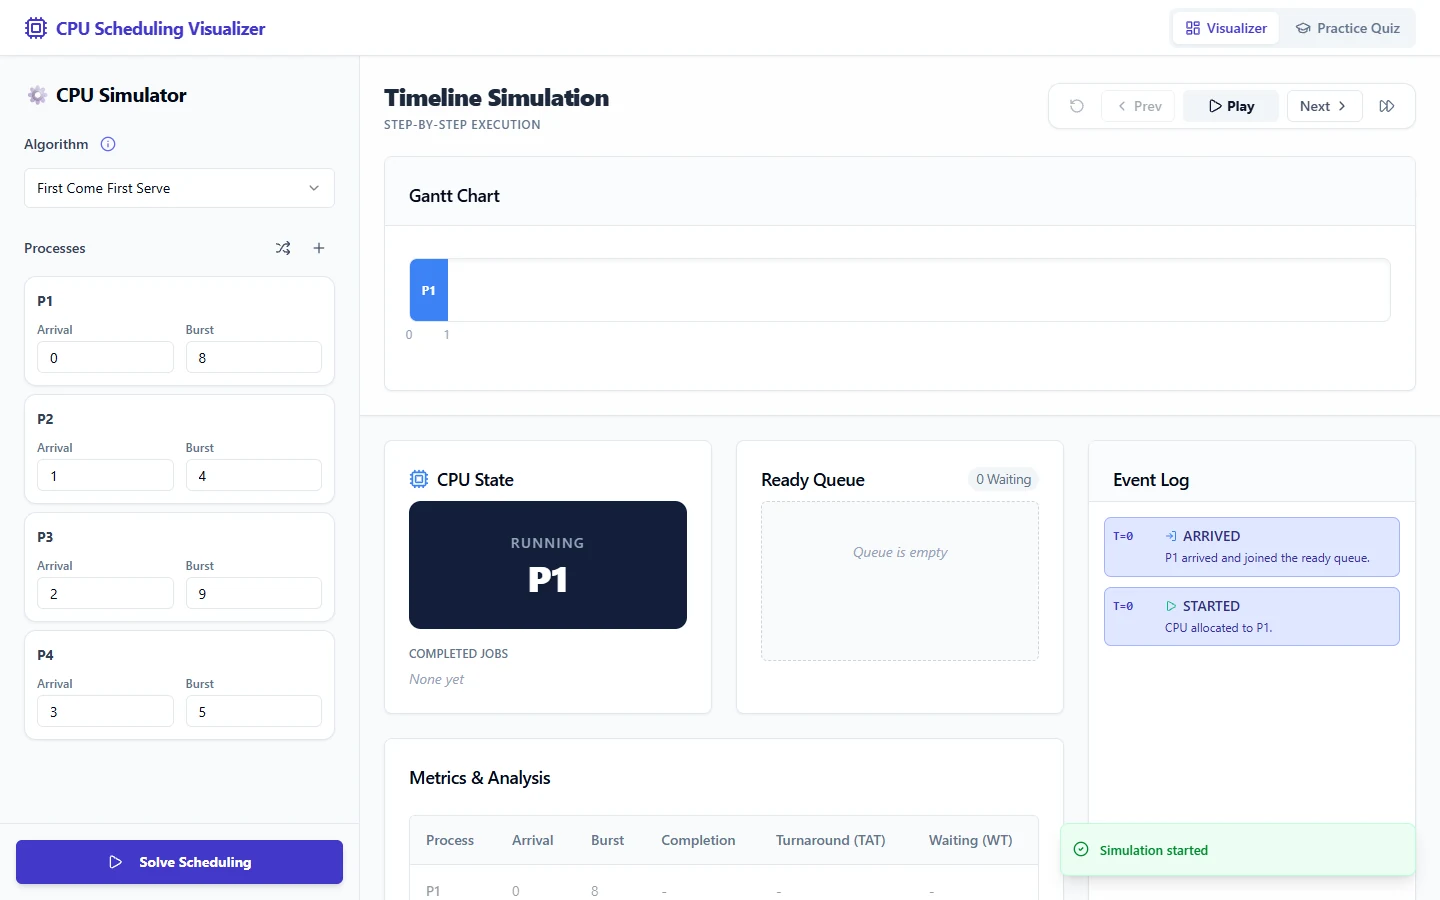 CPU Scheduling Visualizer
Visualizer
Practice Quiz
CPU Simulator
Algorithm
First Come First Serve
Processes
P1
Arrival Burst
0 8
P2
Arrival Burst
1 4
P3
Arrival Burst
2 9
P4
Arrival Burst
3 5
Solve Scheduling
Timeline Simulation
STEP-BY-STEP EXECUTION
Prev
Play
Next
Gantt Chart
P1
0 1
CPU State
RUNNING
P1
COMPLETED JOBS
None yet
Ready Queue
0 Waiting
Queue is empty
Event Log
T=0 ARRIVED
P1 arrived and joined the ready queue.
T=0 STARTED
CPU allocated to P1.
Metrics & Analysis
Process Arrival Burst Completion Turnaround (TAT) Waiting (WT)
P1 0 8 - - -
Simulation started